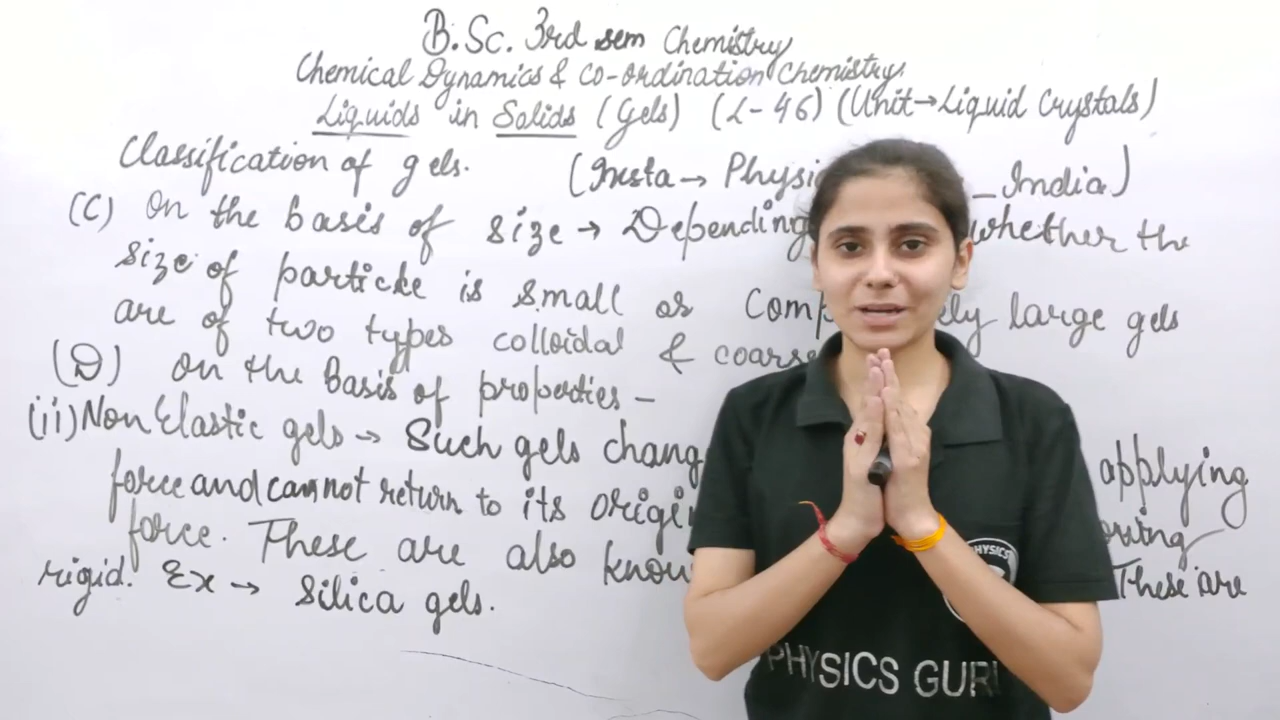 B.Sc. 3rd sem Chemistry
Chemical Dynamics & Co-ordination Chemistry.
Liquids in Solids (Gels) (L-46) (Unit→Liquid Crystals)
Classification of gels. (Insta → Physi _India)
(C) On the basis of size → Depending whether the
size of particle is small or Comp ely large gels
are of two types colloidal & coarse
(D) on the Basis of properties -
(ii) Non Elastic gels → Such gels chang applying
force and cannot return to its origin
force. These are also know These are
rigid. Ex → Silica gels.
PHYSICS
PHYSICS GUR